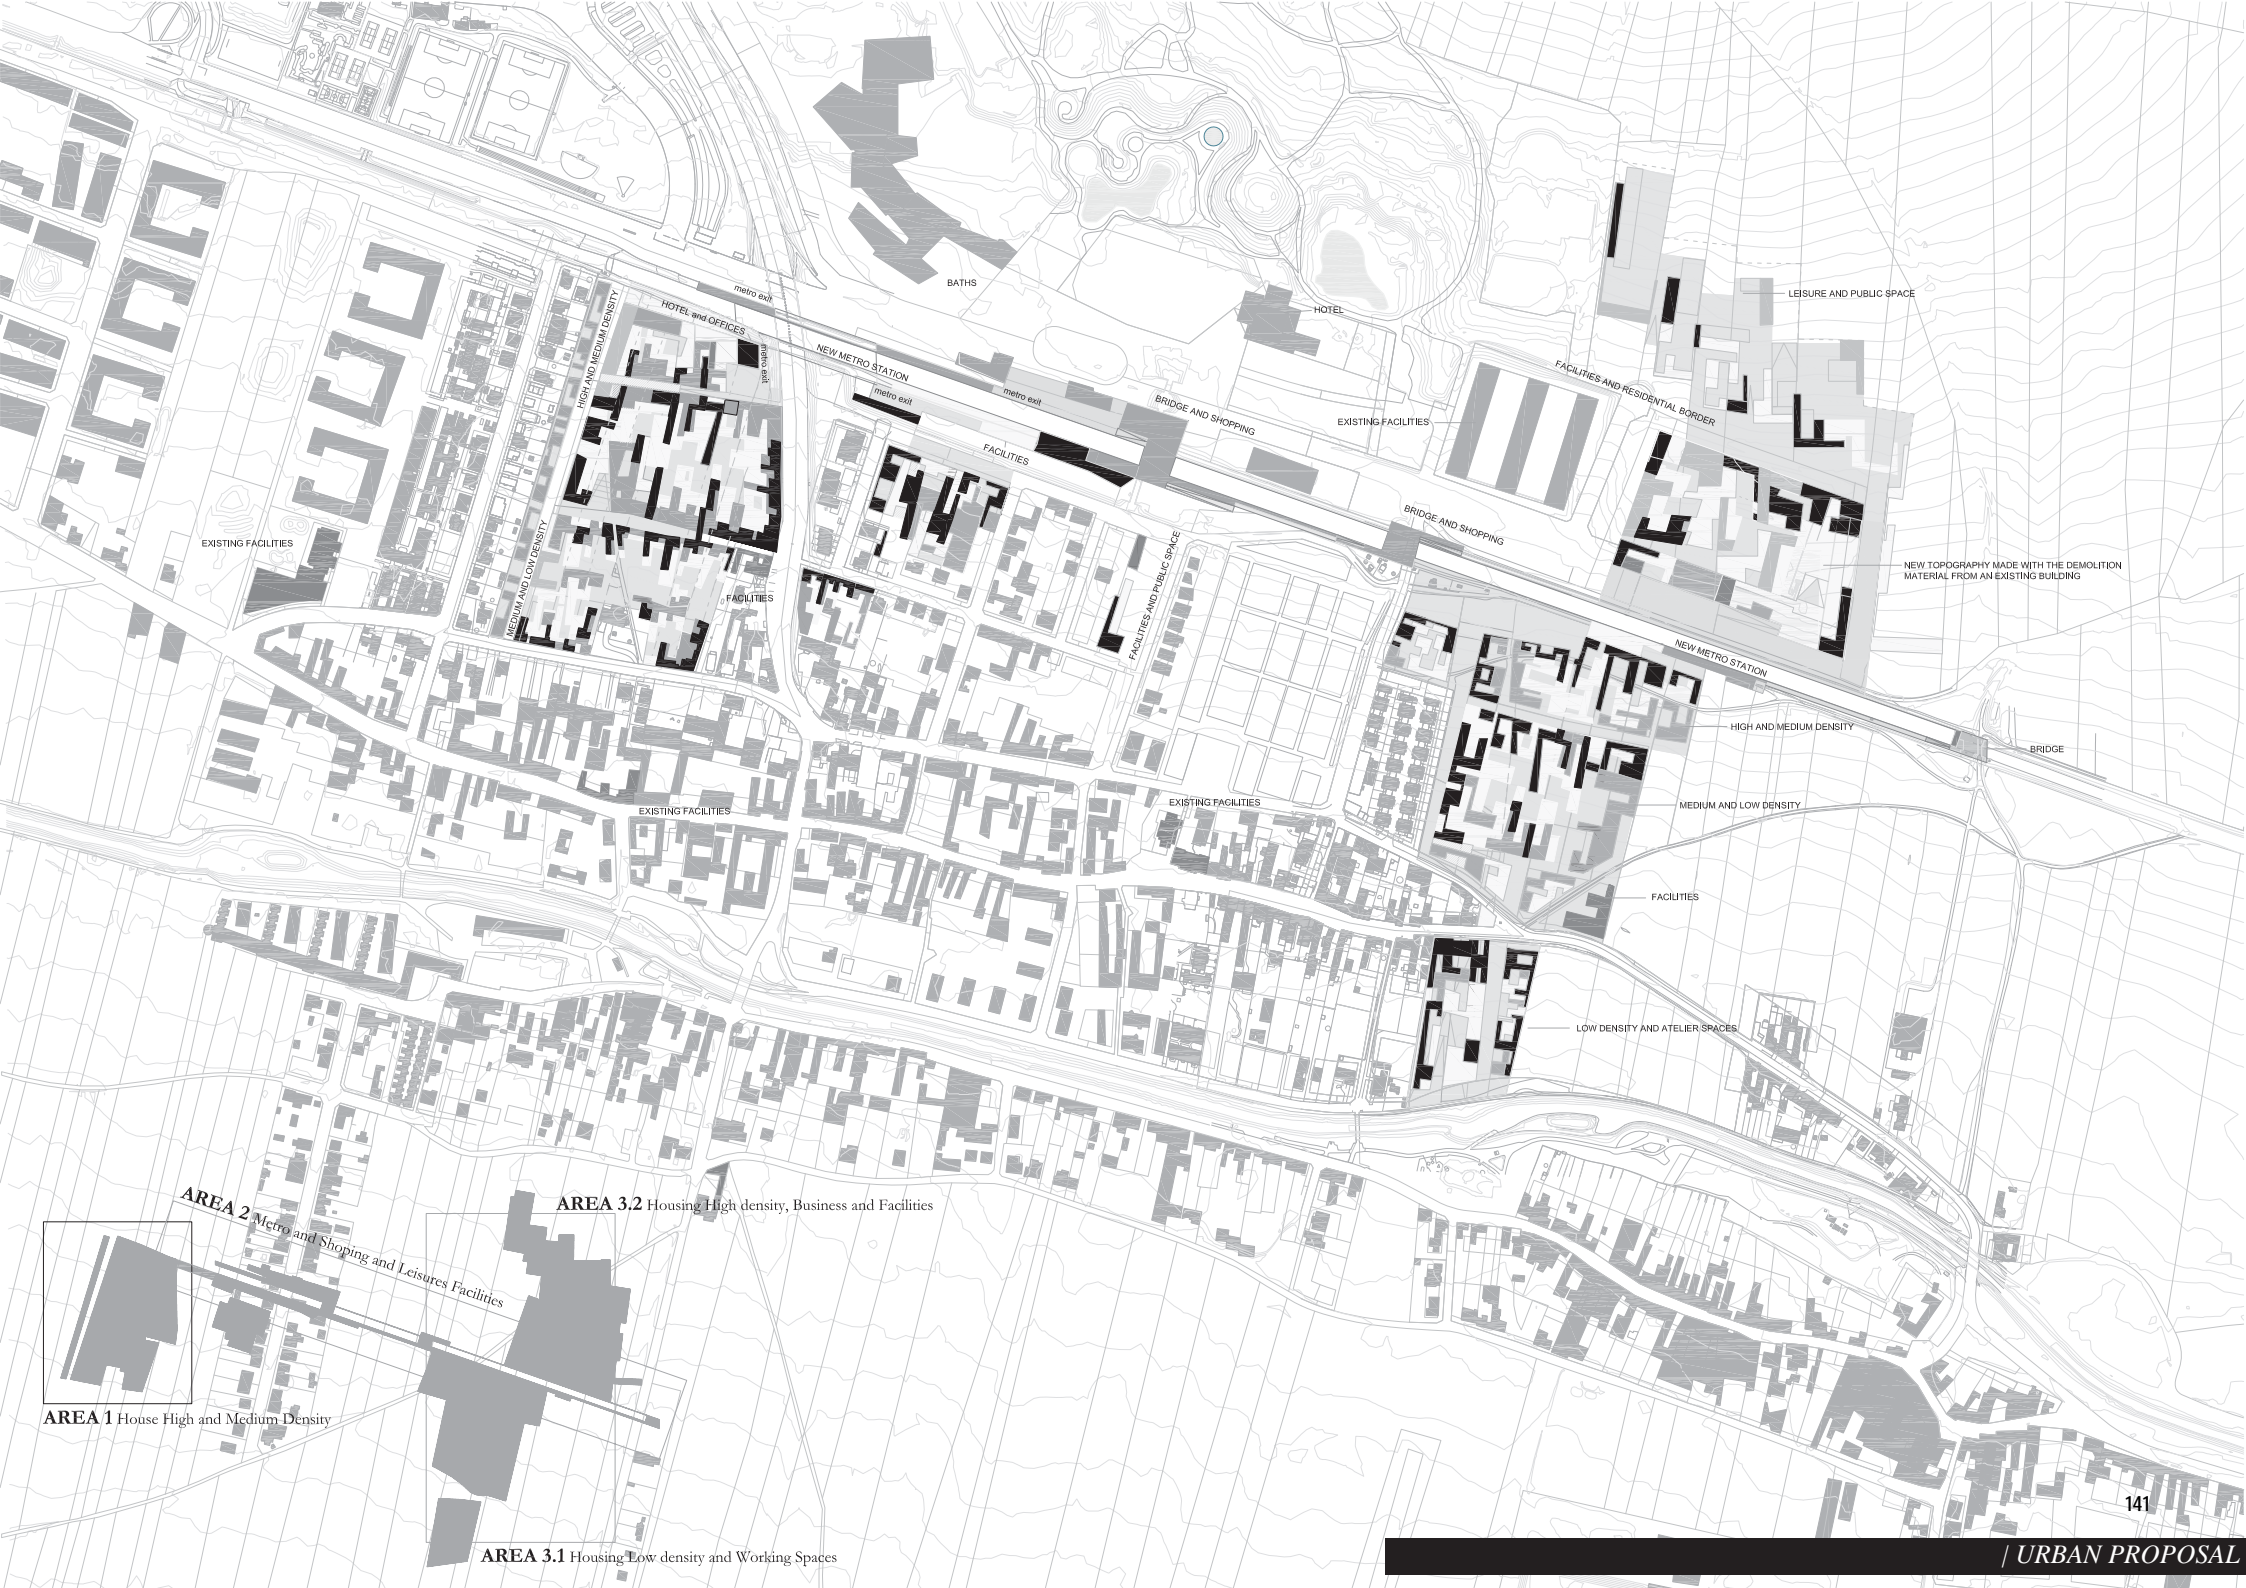 BATHS
metro exit
HOTEL and OFFICES
HIGH AND MEDIUM DENSITY
metro exit
NEW METRO STATION
metro exit
metro exit
HOTEL
LEISURE AND PUBLIC SPACE
BRIDGE AND SHOPPING
FACILITIES AND RESIDENTIAL BORDER
EXISTING FACILITIES
FACILITIES
BRIDGE AND SHOPPING
EXISTING FACILITIES
MEDIUM AND LOW DENSITY
FACILITIES
FACILITIES AND PUBLIC SPACE
NEW TOPOGRAPHY MADE WITH THE DEMOLITION
MATERIAL FROM AN EXISTING BUILDING
NEW METRO STATION
HIGH AND MEDIUM DENSITY
BRIDGE
EXISTING FACILITIES
EXISTING FACILITIES
MEDIUM AND LOW DENSITY
FACILITIES
LOW DENSITY AND ATELIER SPACES
AREA 2 Metro and Shoping and Leisures Facilities
AREA 3.2 Housing High density, Business and Facilities
AREA 1 House High and Medium Density
AREA 3.1 Housing Low density and Working Spaces
141
/ URBAN PROPOSAL